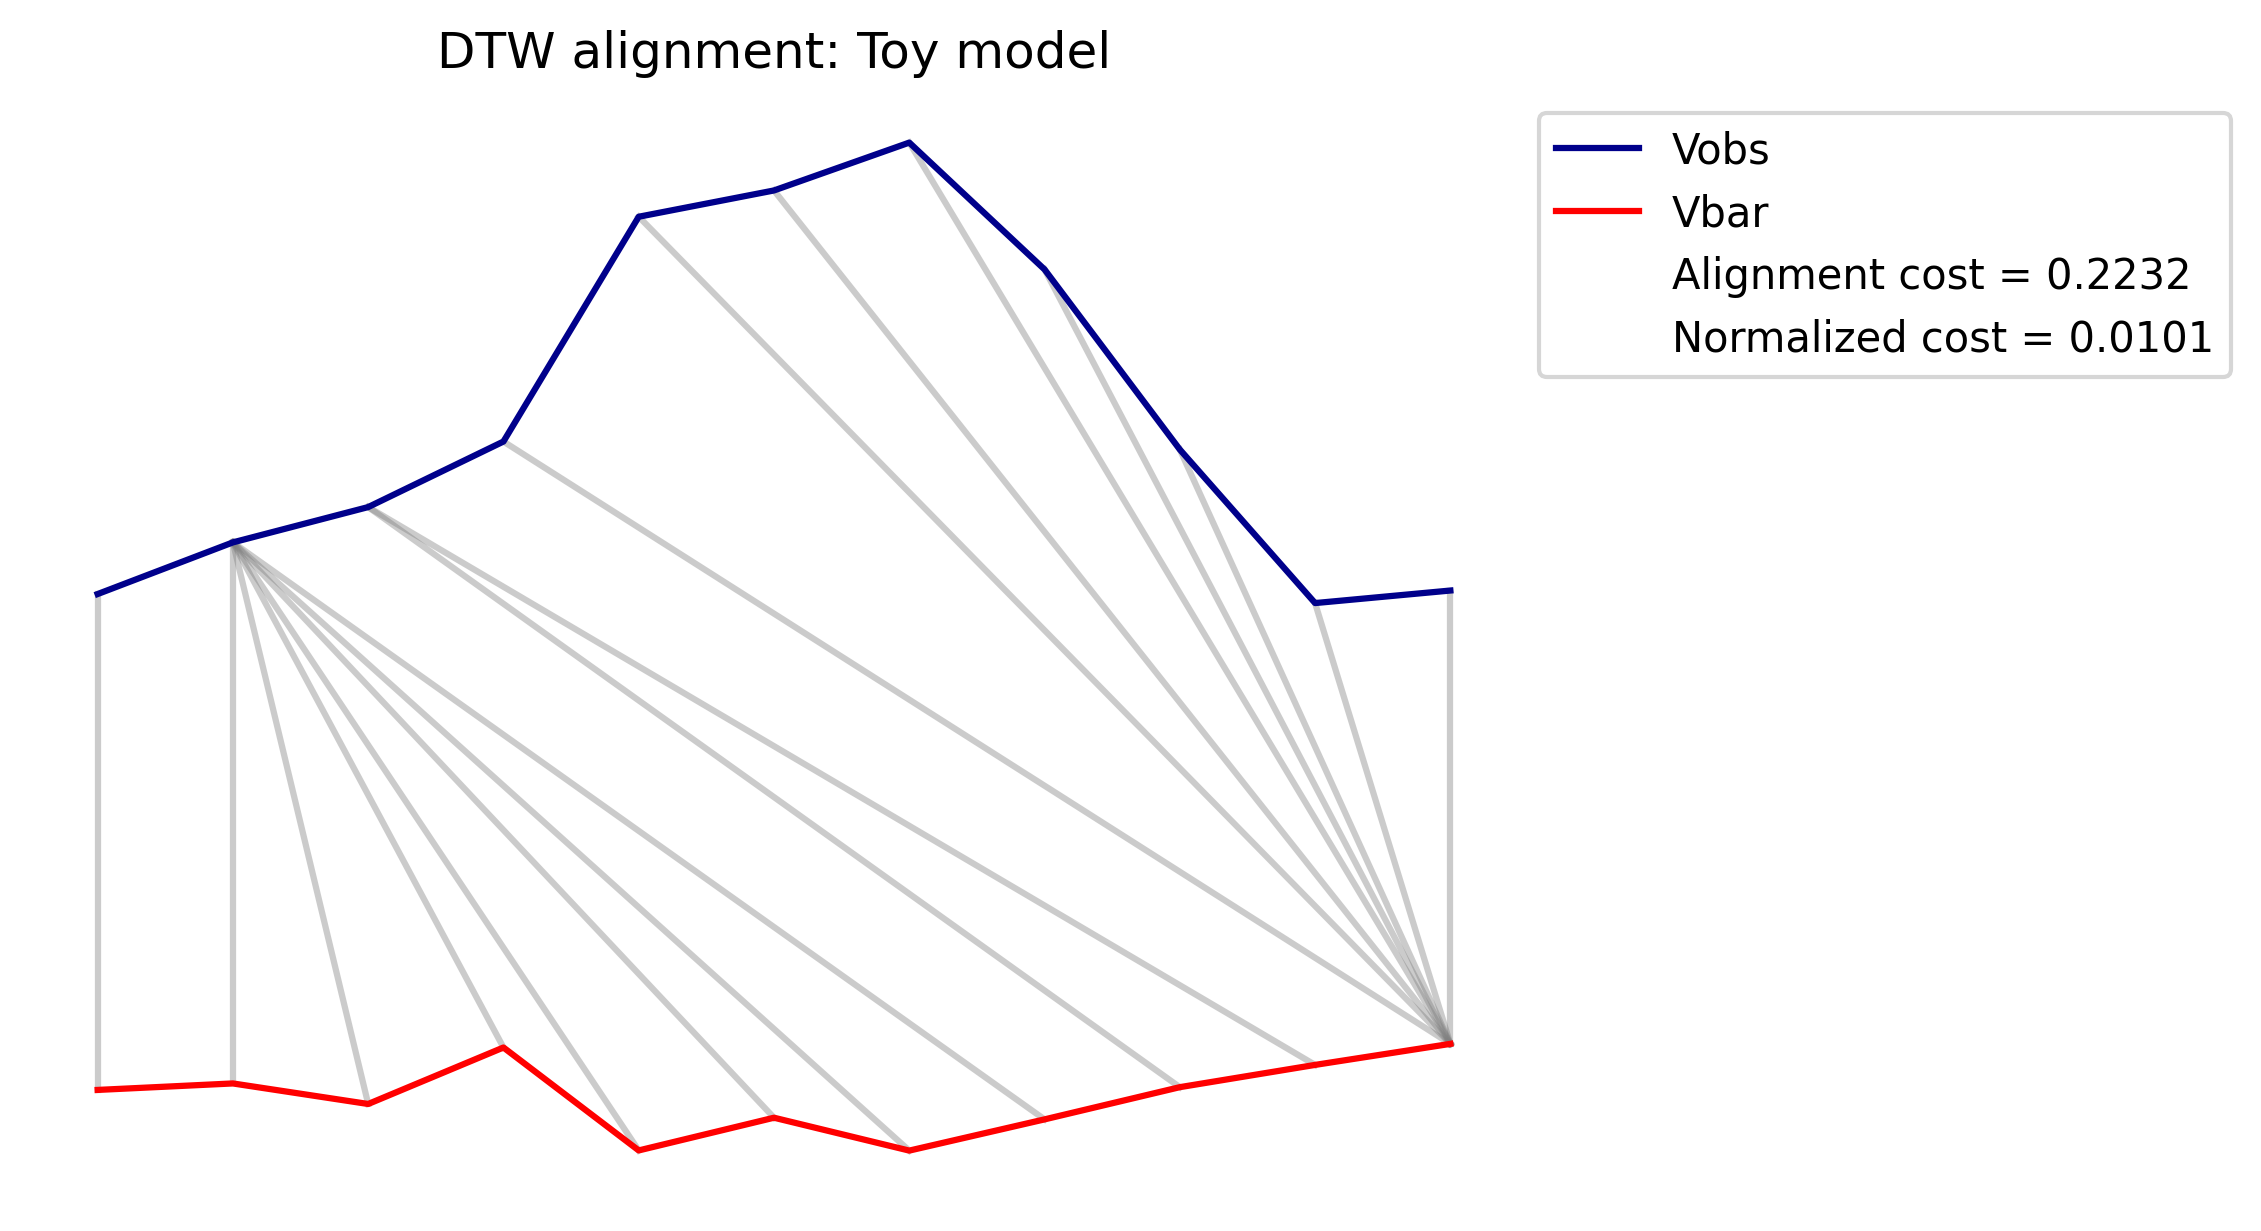 DTW alignment: Toy model
Vobs
Vbar
Alignment cost = 0.2232
Normalized cost = 0.0101